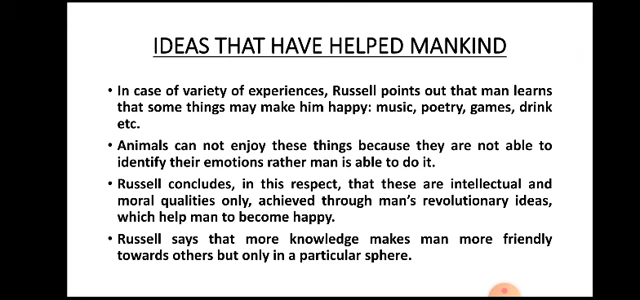 IDEAS THAT HAVE HELPED MANKIND
• In case of variety of experiences, Russell points out that man learns
that some things may make him happy: music, poetry, games, drink
etc.
• Animals can not enjoy these things because they are not able to
identify their emotions rather man is able to do it.
• Russell concludes, in this respect, that these are intellectual and
moral qualities only, achieved through man's revolutionary ideas,
which help man to become happy.
• Russell says that more knowledge makes man more friendly
towards others but only in a particular sphere.